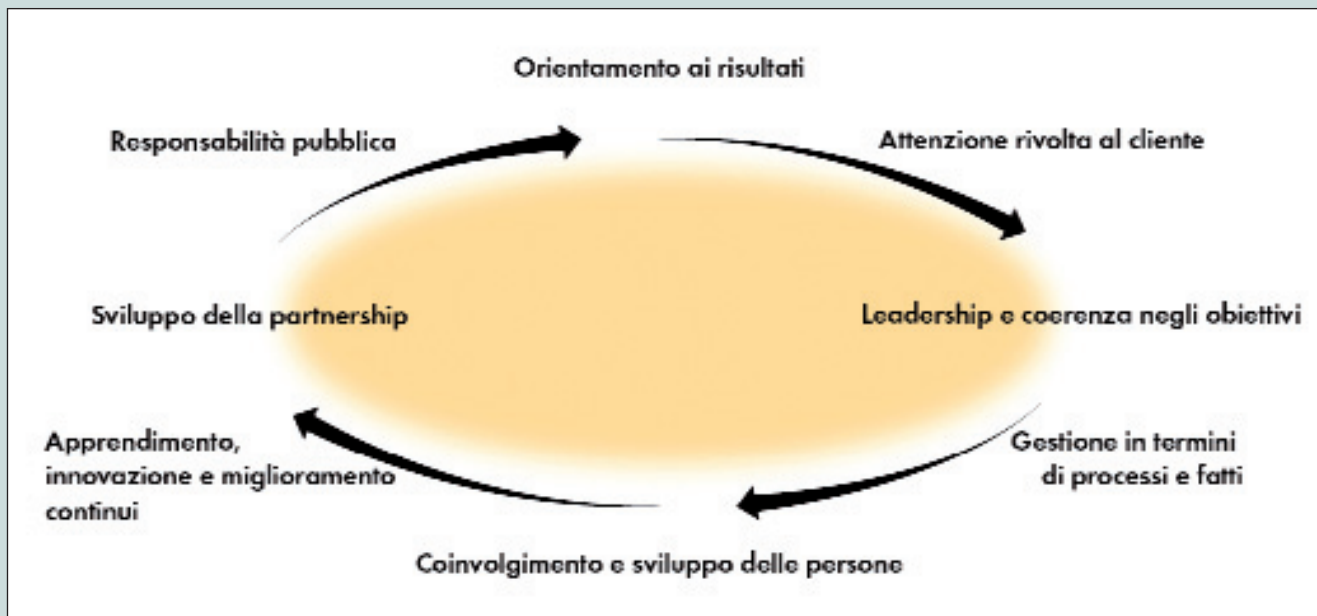 Orientamento ai risultati
Responsabilità pubblica
Attenzione rivolta al cliente
Sviluppo della partnership
Leadership e coerenza negli obiettivi
Apprendimento,
innovazione e miglioramento
continui
Gestione in termini
di processi e fatti
Coinvolgimento e sviluppo delle persone